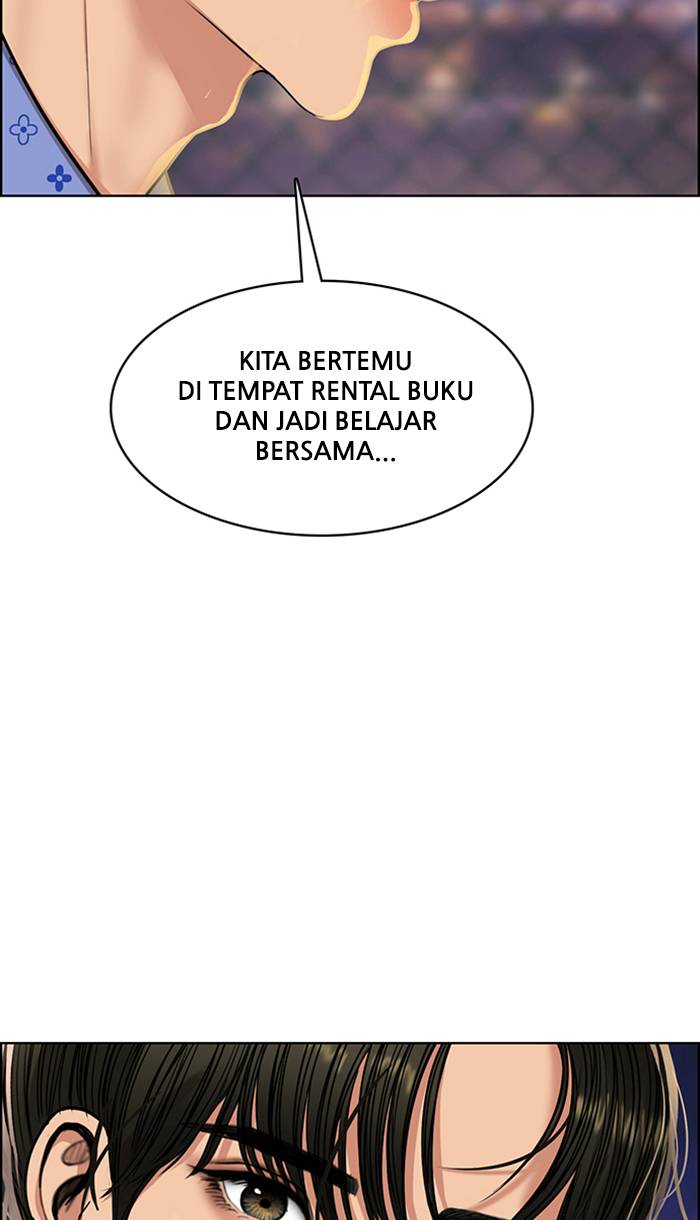 KITA BERTEMU
DI TEMPAT RENTAL BUKU
DAN JADI BELAJAR
BERSAMA...